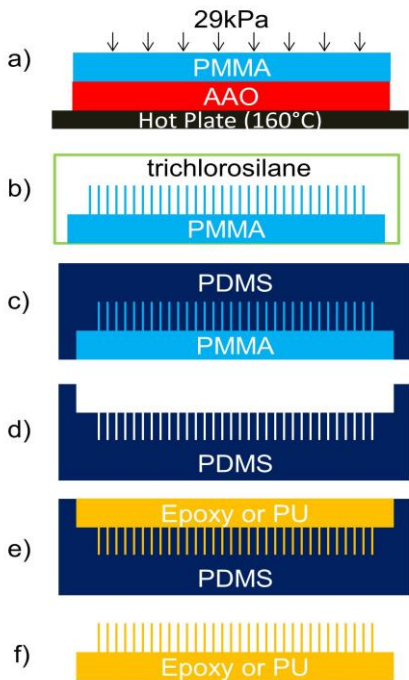 29kPa
a)
PMMA
AAO
Hot Plate (160°C)
b)
trichlorosilane
PMMA
c)
PDMS
PMMA
d)
PDMS
e)
Epoxy or PU
PDMS
f)
Epoxy or PU